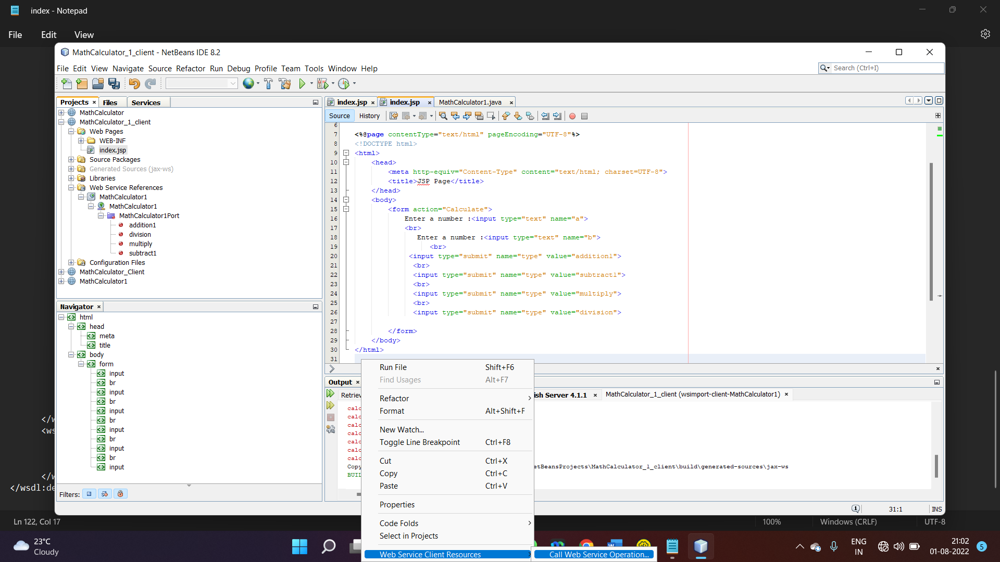 index - Notepad
File Edit View
MathCalculator_1_client - NetBeans IDE 8.2
File Edit View Navigate Source Refactor Run Debug Profile Team Tools Window Help
Search (Ctrl+I)
Projects Files Services
MathCalculator
MathCalculator_1_client
Web Pages
WEB-INF
index.jsp
Source Packages
Generated Sources (jax-ws)
Libraries
Web Service References
MathCalculator1
MathCalculator1
MathCalculator1Port
addition1
division
multiply
subtract1
Configuration Files
MathCalculator_Client
MathCalculator1
Navigator
html
head
meta
title
body
form
input
br
input
br
input
br
input
br
input
br
input
Filters:
index.jsp index.jsp MathCalculator1.java
Source History
6
7 <%@page contentType="text/html" pageEncoding="UTF-8"%>
8 <!DOCTYPE html>
9 <html>
10 <head>
11 <meta http-equiv="Content-Type" content="text/html; charset=UTF-8">
12 <title>JSP Page</title>
13 </head>
14 <body>
15 <form action="Calculate">
16 Enter a number :<input type="text" name="a">
17 <br>
18 Enter a number :<input type="text" name="b">
19 <br>
20 <input type="submit" name="type" value="addition1">
21 <br>
22 <input type="submit" name="type" value="subtract1">
23 <br>
24 <input type="submit" name="type" value="multiply">
25 <br>
26 <input type="submit" name="type" value="division">
27
28 </form>
29 </body>
30 </html>
31
Run File Shift+F6
Find Usages Alt+F7
Refactor
Format Alt+Shift+F
New Watch...
Toggle Line Breakpoint Ctrl+F8
Cut Ctrl+X
Copy Ctrl+C
Paste Ctrl+V
Properties
Code Folds
Select in Projects
Web Service Client Resources
Call Web Service Operation...
Output
Retriev
ish Server 4.1.1 MathCalculator_1_client (wsimport-client-MathCalculator1)
calc
calc
calc
calc
calc
calc
calc
Copy
etBeansProjects\MathCalculator_1_client\build\generated-sources\jax-ws
BUI
1 31:1 INS
</w
<ws
</w
</wsdl:de
Ln 122, Col 17 100% Windows (CRLF) UTF-8
23°C
Cloudy
ENG
IN
21:02
01-08-2022
5